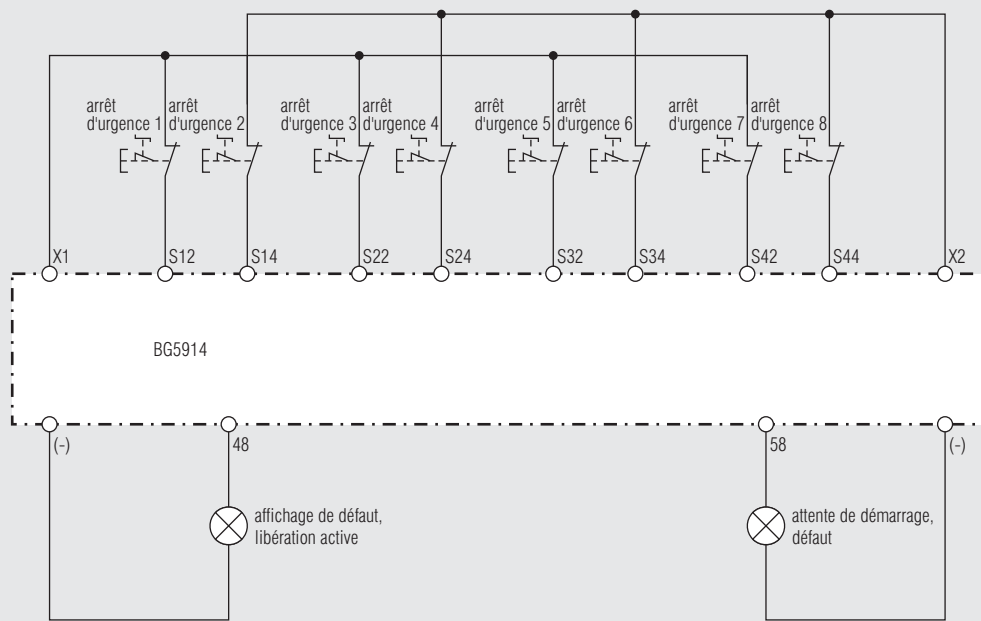 arrêt
d'urgence 1
arrêt
d'urgence 2
arrêt
d'urgence 3
arrêt
d'urgence 4
arrêt
d'urgence 5
arrêt
d'urgence 6
arrêt
d'urgence 7
arrêt
d'urgence 8
X1
S12
S14
S22
S24
S32
S34
S42
S44
X2
BG5914
(-)
48
58
(-)
affichage de défaut,
libération active
attente de démarrage,
défaut